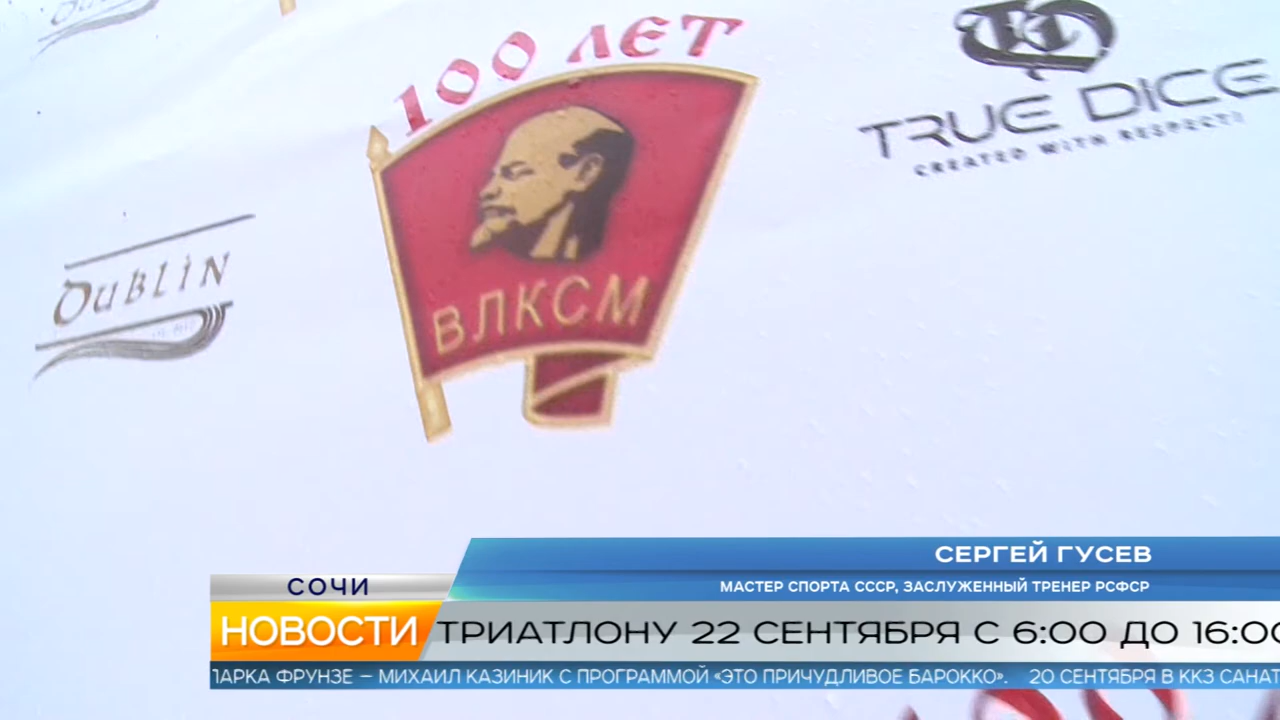 100 ЛЕТ
ВЛКСМ
TRUE DICE
CREATED WITH RESPECT!
DUBLIN
СЕРГЕЙ ГУСЕВ
МАСТЕР СПОРТА СССР, ЗАСЛУЖЕННЫЙ ТРЕНЕР РСФСР
СОЧИ
НОВОСТИ
ТРИАТЛОНУ 22 СЕНТЯБРЯ С 6:00 ДО 16:00
ПАРКА ФРУНЗЕ – МИХАИЛ КАЗИНИК С ПРОГРАММОЙ «ЭТО ПРИЧУДЛИВОЕ БАРОККО». 20 СЕНТЯБРЯ В ККЗ САНАТ